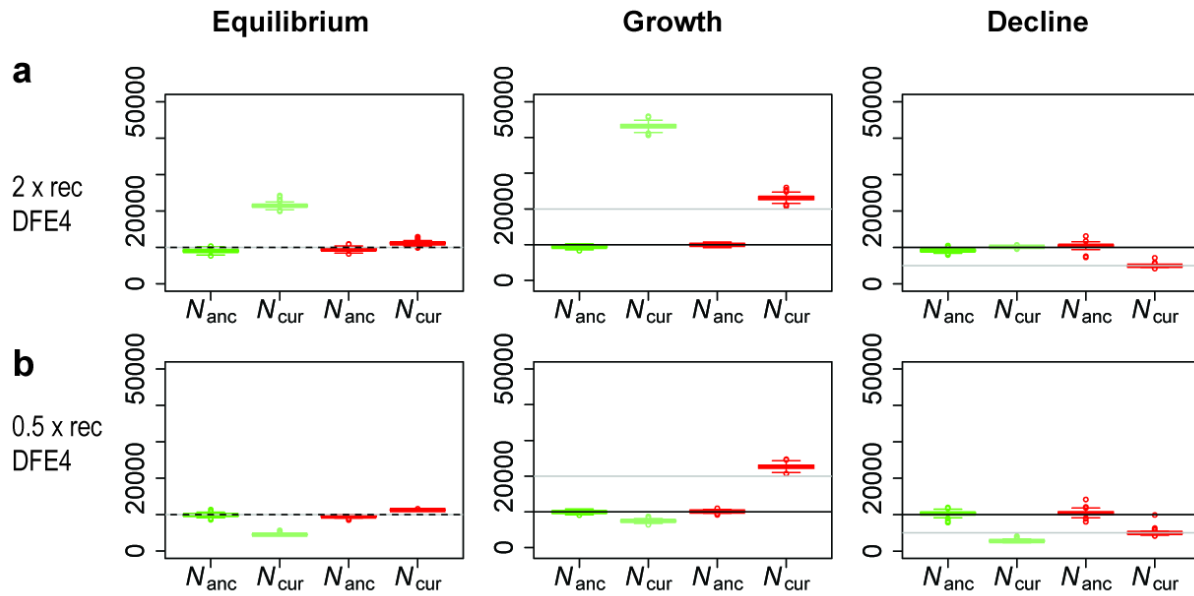 Equilibrium Growth Decline
a
2 x rec
DFE4
50000 50000 50000
20000 20000 20000
0 0 0
Nanc Ncur Nanc Ncur Nanc Ncur Nanc Ncur Nanc Ncur Nanc Ncur
b
0.5 x rec
DFE4
50000 50000 50000
20000 20000 20000
0 0 0
Nanc Ncur Nanc Ncur Nanc Ncur Nanc Ncur Nanc Ncur Nanc Ncur